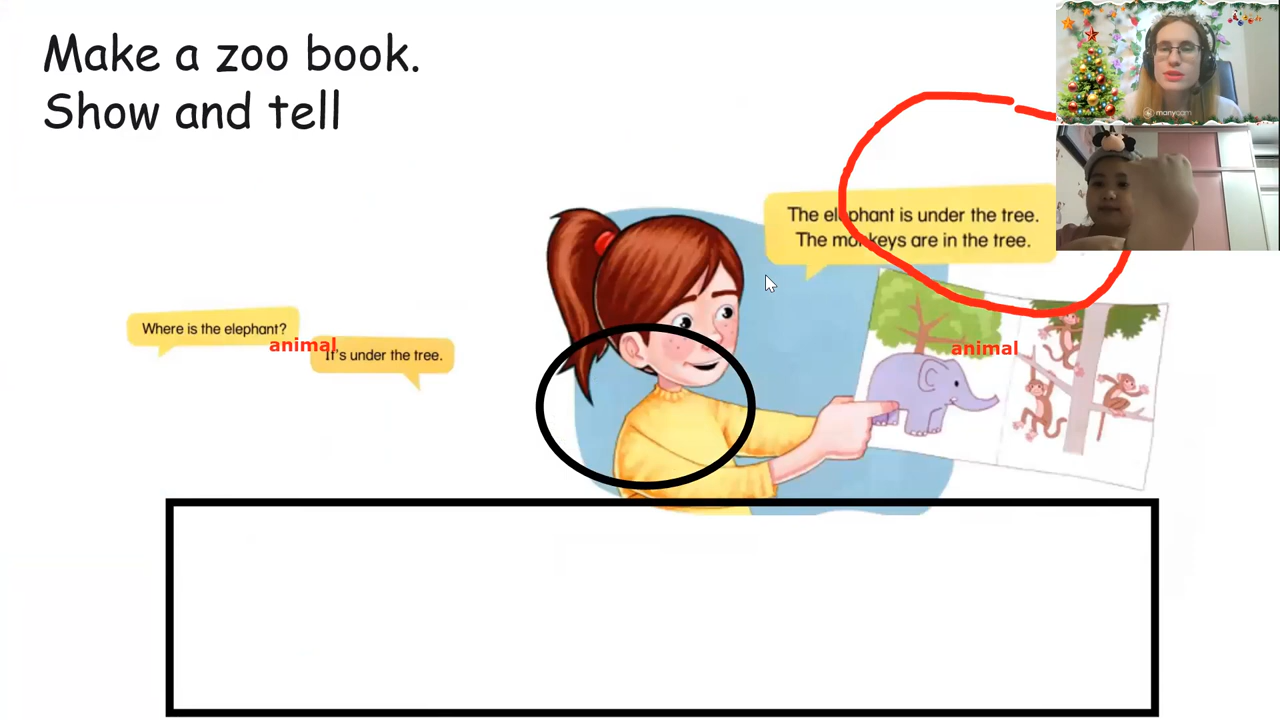 Make a zoo book.
Show and tell
The elephant is under the tree.
The monkeys are in the tree.
Where is the elephant?
animal
It's under the tree.
animal
manycam